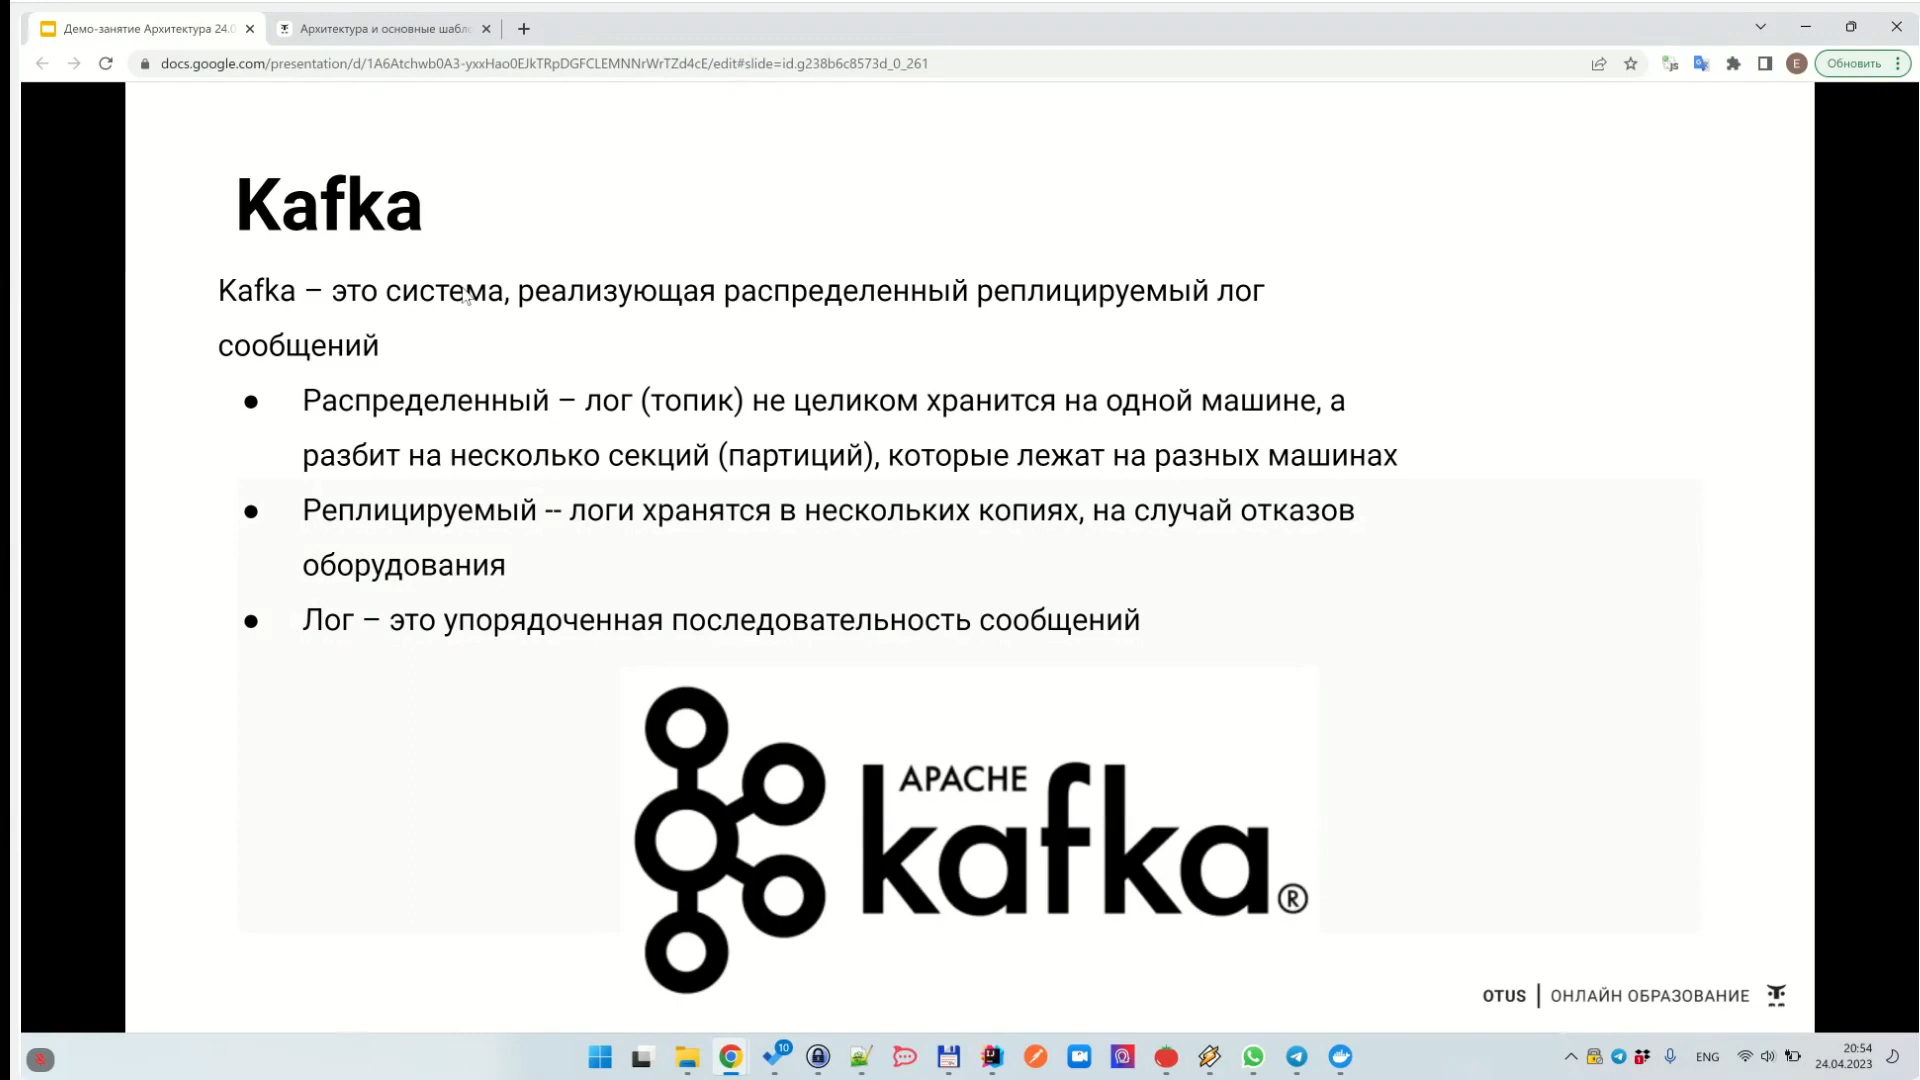 Демо-занятие Архитектура 24.0
Архитектура и основные шабло
docs.google.com/presentation/d/1A6Atchwb0A3-yxxHao0EJkTRpDGFCLEMNNrWrTZd4cE/edit#slide=id.g238b6c8573d_0_261
E
Обновить
Kafka
Kafka – это система, реализующая распределенный реплицируемый лог
сообщений
● Распределенный – лог (топик) не целиком хранится на одной машине, а
разбит на несколько секций (партиций), которые лежат на разных машинах
● Реплицируемый -- логи хранятся в нескольких копиях, на случай отказов
оборудования
● Лог – это упорядоченная последовательность сообщений
APACHE
kafka®
OTUS | ОНЛАЙН ОБРАЗОВАНИЕ
10
ENG
20:54
24.04.2023